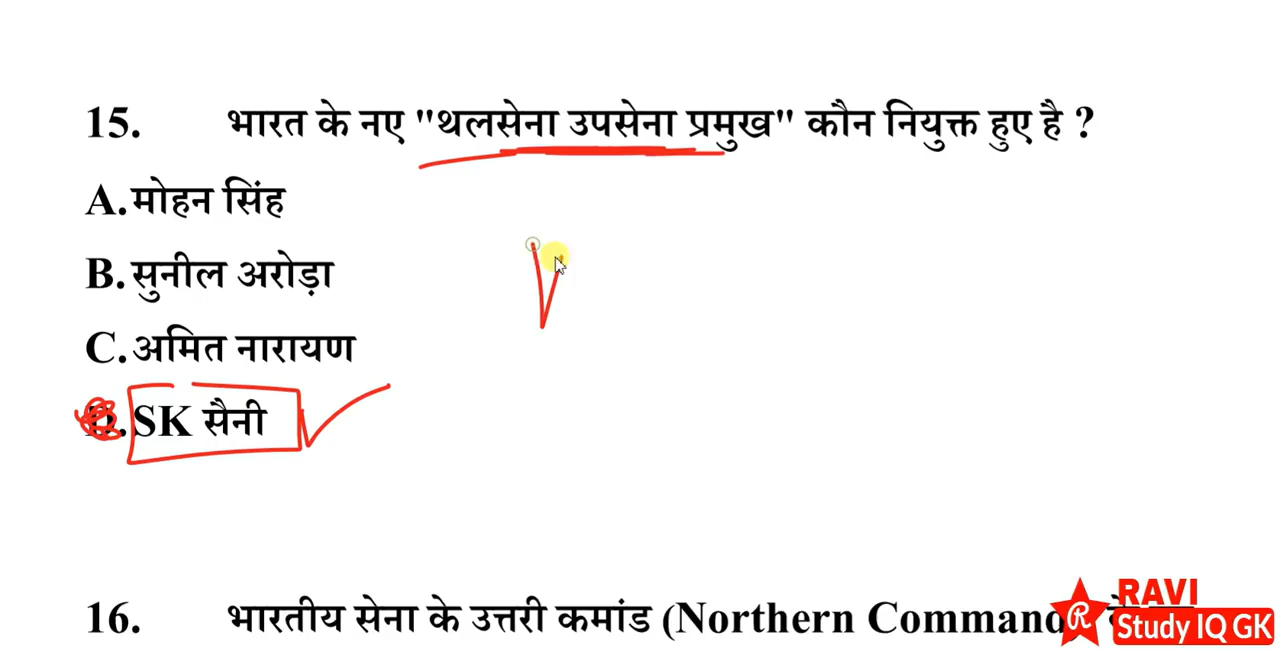 15. भारत के नए "थलसेना उपसेना प्रमुख" कौन नियुक्त हुए है ?
A. मोहन सिंह
B. सुनील अरोड़ा
C. अमित नारायण
D. SK सैनी
16. भारतीय सेना के उत्तरी कमांड (Northern Command)
RAVI
Study IQ GK